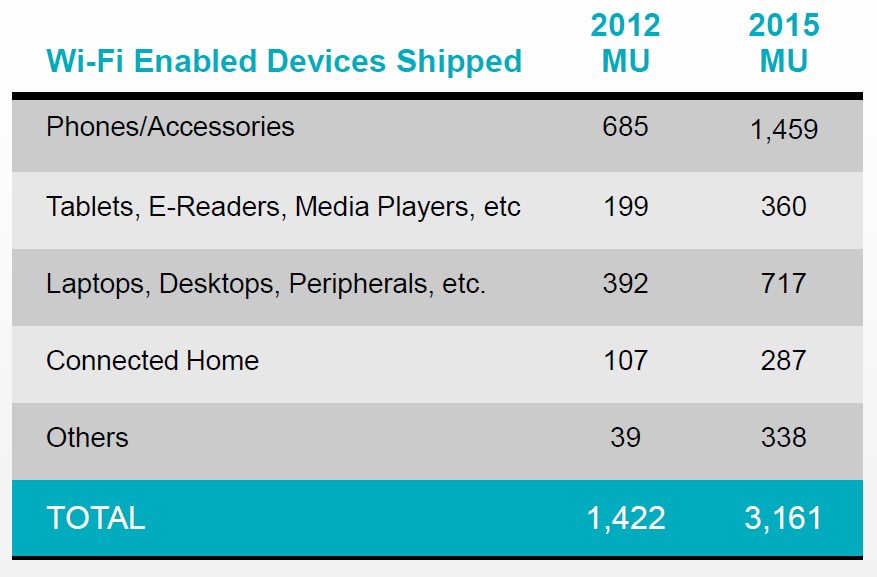 2012 2015
Wi-Fi Enabled Devices Shipped MU MU
Phones/Accessories 685 1,459
Tablets, E-Readers, Media Players, etc 199 360
Laptops, Desktops, Peripherals, etc. 392 717
Connected Home 107 287
Others 39 338
TOTAL 1,422 3,161